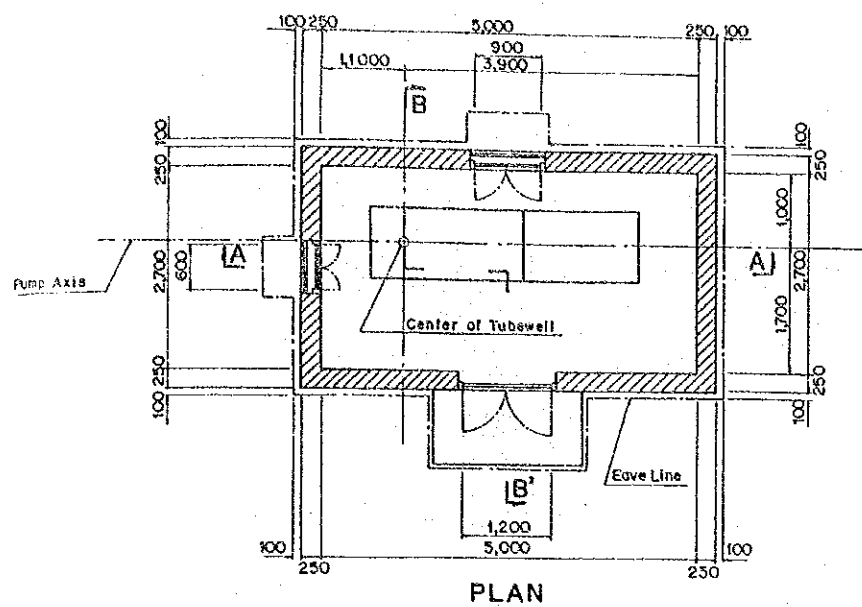 100 250 5,000 250 100
900
1,1000 3,900
B
100 100
250 250
1,000
A A
Pump Axis
2,700 600 2,700
1,700
Center of Tubewell
250 250
100 100
Eave Line
B'
1,200
100 5,000 100
250 230
PLAN